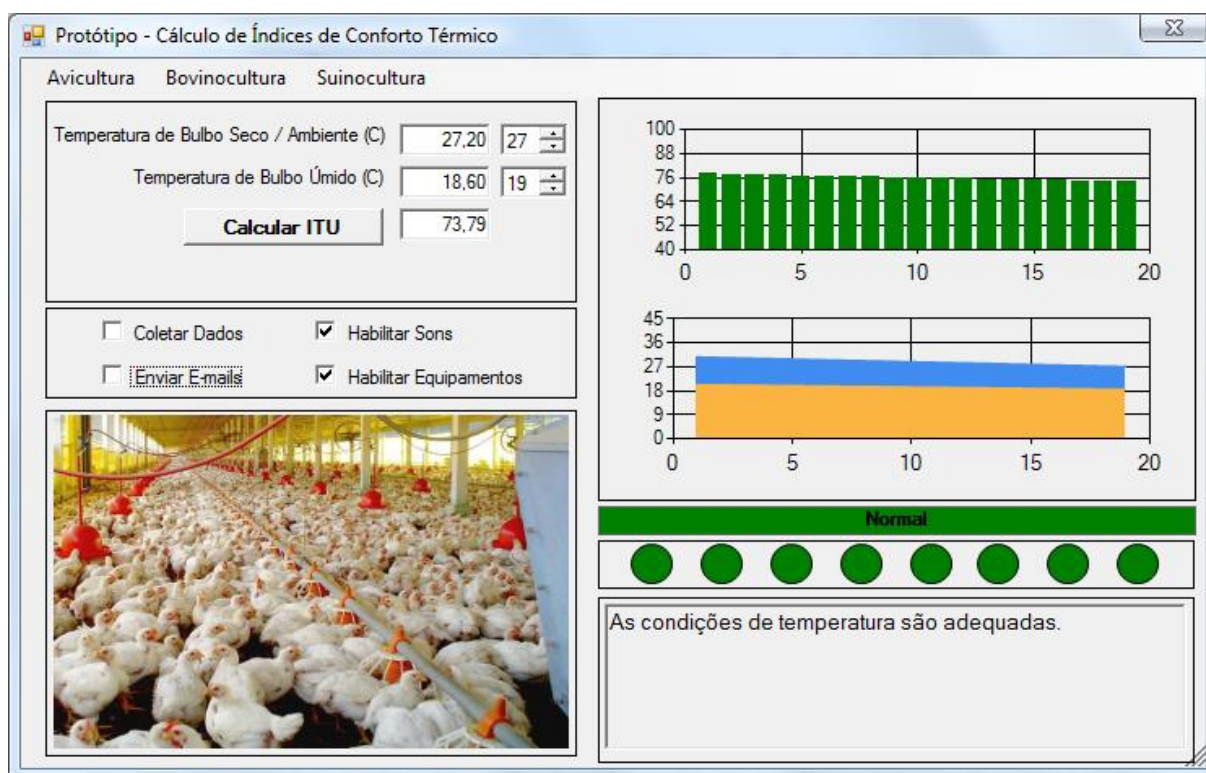 Protótipo - Cálculo de Índices de Conforto Térmico
Avicultura Bovinocultura Suinocultura
Temperatura de Bulbo Seco / Ambiente (C) 27,20 27
Temperatura de Bulbo Úmido (C) 18,60 19
Calcular ITU 73,79
Coletar Dados Habilitar Sons
Enviar E-mails Habilitar Equipamentos
100
88
76
64
52
40
0 5 10 15 20
45
36
27
18
9
0
0 5 10 15 20
Normal
As condições de temperatura são adequadas.